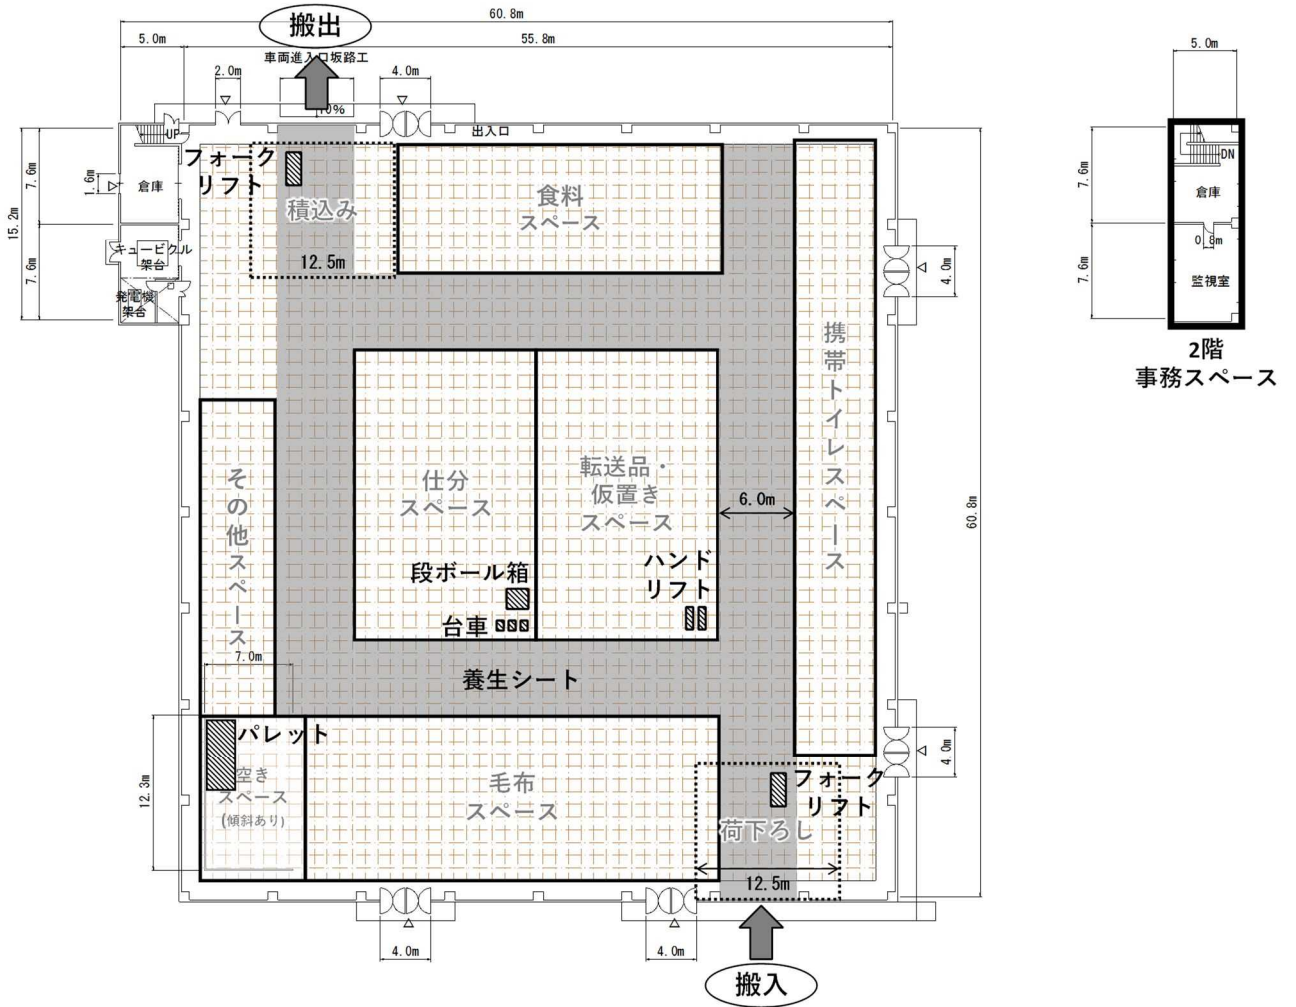 60.8m
搬出
5.0m
55.8m
車両進入口坂路工
2.0m
4.0m
10%
出入口
UP
フォーク
リフト
倉庫
1.6m
7.6m
15.2m
7.6m
積込み
12.5m
食料
スペース
キュービクル
架台
発電機
架台
4.0m
携帯トイレスペース
その他スペース
仕分
スペース
転送品・
仮置き
スペース
6.0m
60.8m
段ボール箱
台車
ハンド
リフト
7.0m
養生シート
パレット
空き
スペース
(傾斜あり)
12.3m
毛布
スペース
フォーク
リフト
荷下ろし
12.5m
4.0m
4.0m
4.0m
搬入
5.0m
7.6m
DN
倉庫
0.8m
7.6m
監視室
2階
事務スペース